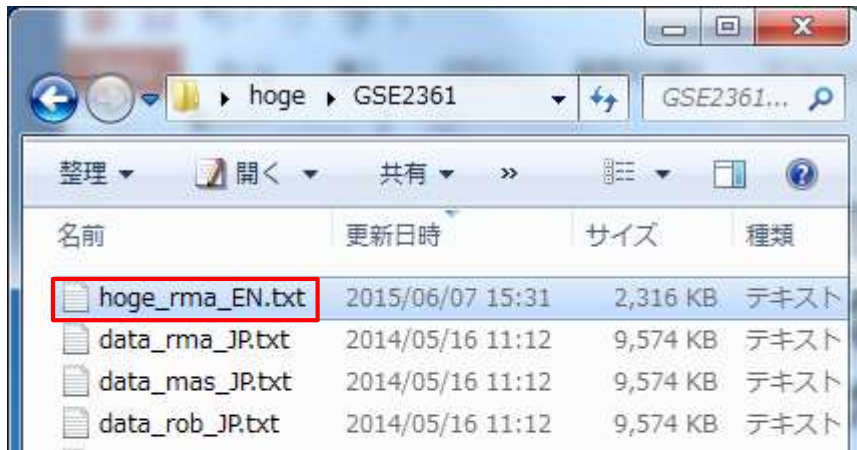 hoge ▸ GSE2361
GSE2361...
整理 開く 共有 »
名前 更新日時 サイズ 種類
hoge_rma_EN.txt 2015/06/07 15:31 2,316 KB テキスト
data_rma_JP.txt 2014/05/16 11:12 9,574 KB テキスト
data_mas_JP.txt 2014/05/16 11:12 9,574 KB テキスト
data_rob_JP.txt 2014/05/16 11:12 9,574 KB テキスト